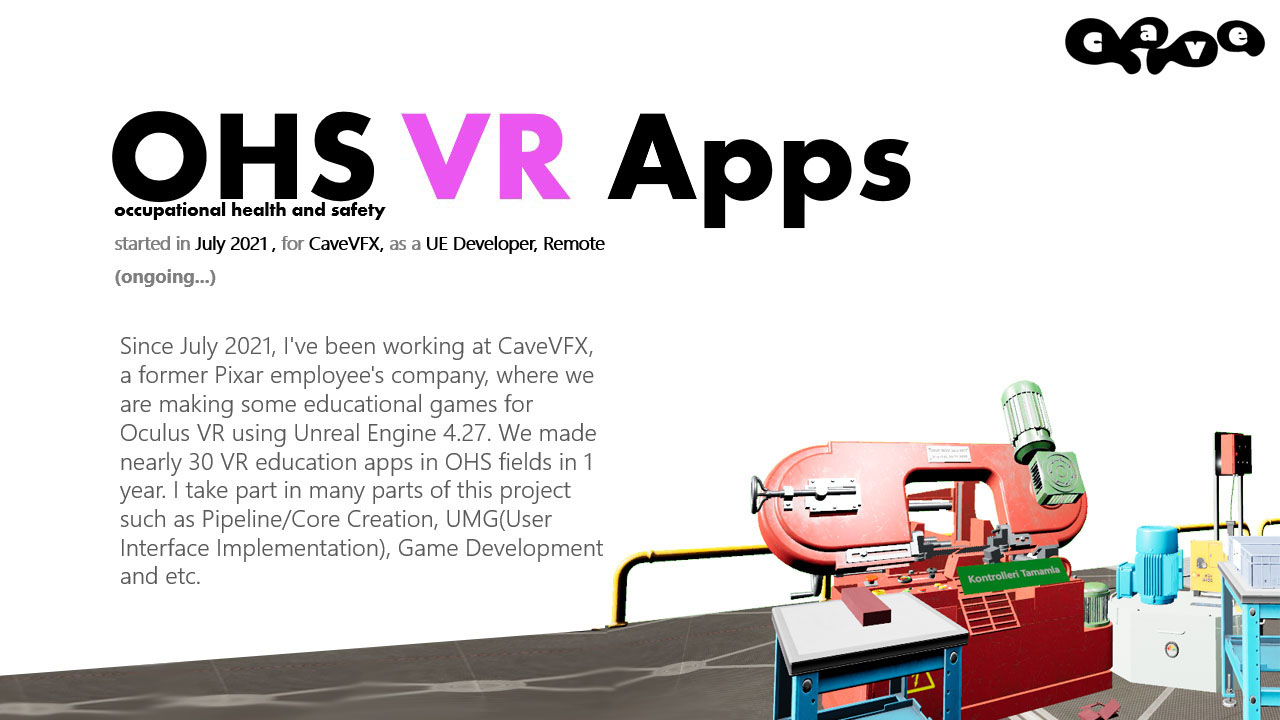 cave
OHS VR Apps
occupational health and safety
started in July 2021 , for CaveVFX, as a UE Developer, Remote
(ongoing...)
Since July 2021, I've been working at CaveVFX,
a former Pixar employee's company, where we
are making some educational games for
Oculus VR using Unreal Engine 4.27. We made
nearly 30 VR education apps in OHS fields in 1
year. I take part in many parts of this project
such as Pipeline/Core Creation, UMG(User
Interface Implementation), Game Development
and etc.
Kontrolleri Tamamla